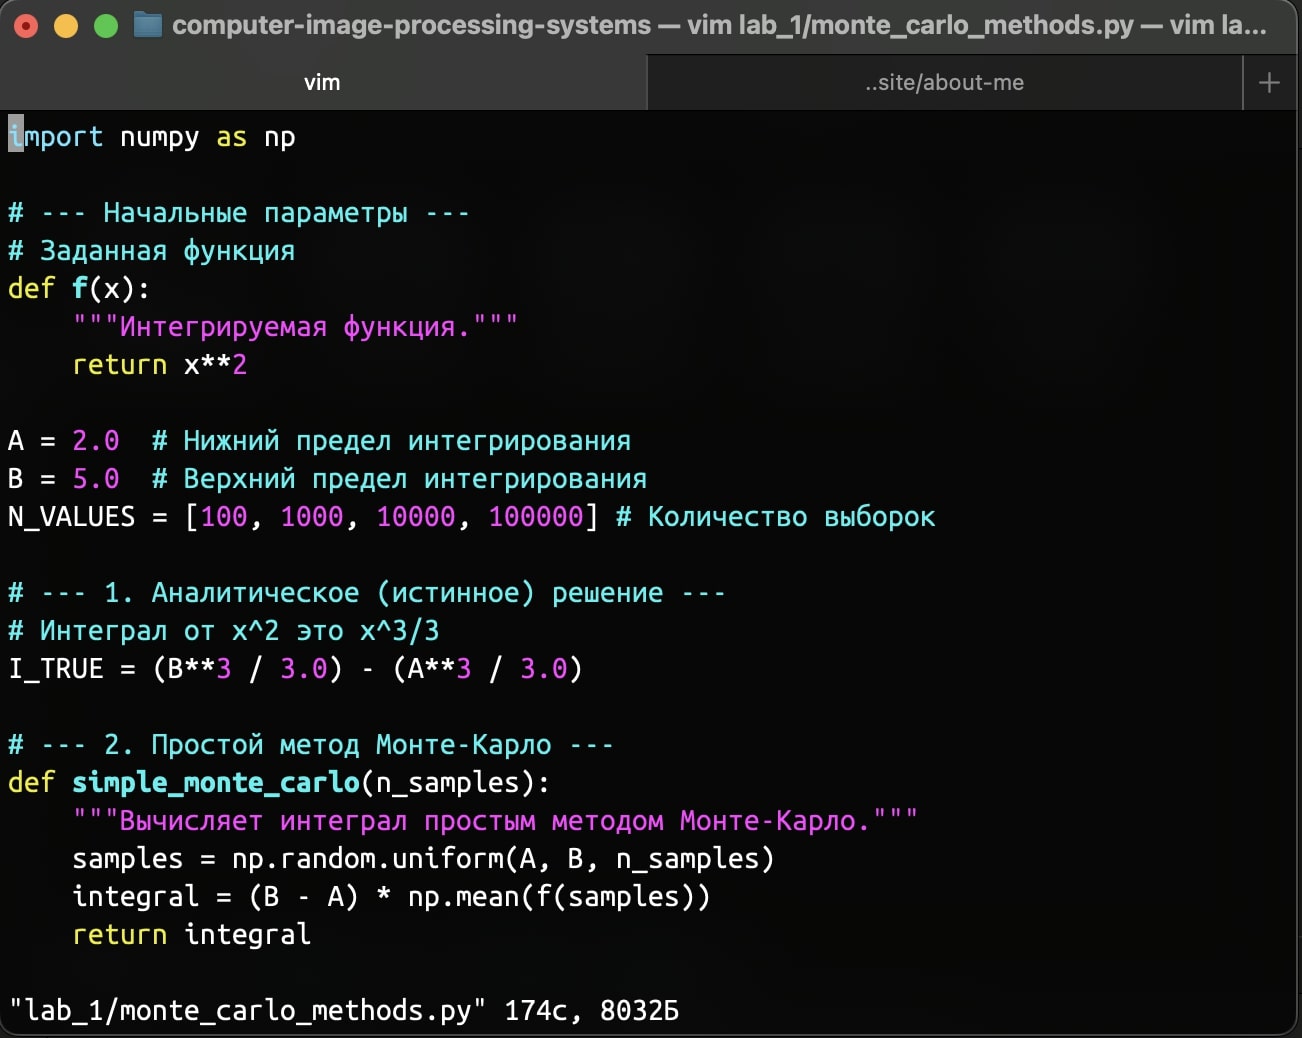 computer-image-processing-systems — vim lab_1/monte_carlo_methods.py — vim la...
vim
..site/about-me
+
import numpy as np
# --- Начальные параметры ---
# Заданная функция
def f(x):
    """Интегрируемая функция."""
    return x**2
A = 2.0  # Нижний предел интегрирования
B = 5.0  # Верхний предел интегрирования
N_VALUES = [100, 1000, 10000, 100000] # Количество выборок
# --- 1. Аналитическое (истинное) решение ---
# Интеграл от x^2 это x^3/3
I_TRUE = (B**3 / 3.0) - (A**3 / 3.0)
# --- 2. Простой метод Монте-Карло ---
def simple_monte_carlo(n_samples):
    """Вычисляет интеграл простым методом Монте-Карло."""
    samples = np.random.uniform(A, B, n_samples)
    integral = (B - A) * np.mean(f(samples))
    return integral
"lab_1/monte_carlo_methods.py" 174c, 8032Б